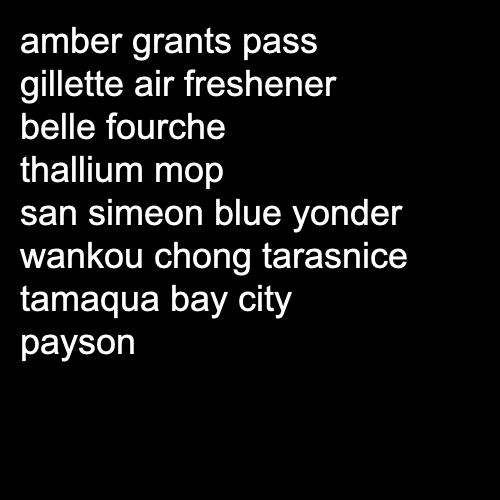 amber grants pass
gillette air freshener
belle fourche
thallium mop
san simeon blue yonder
wankou chong tarasnice
tamaqua bay city
payson